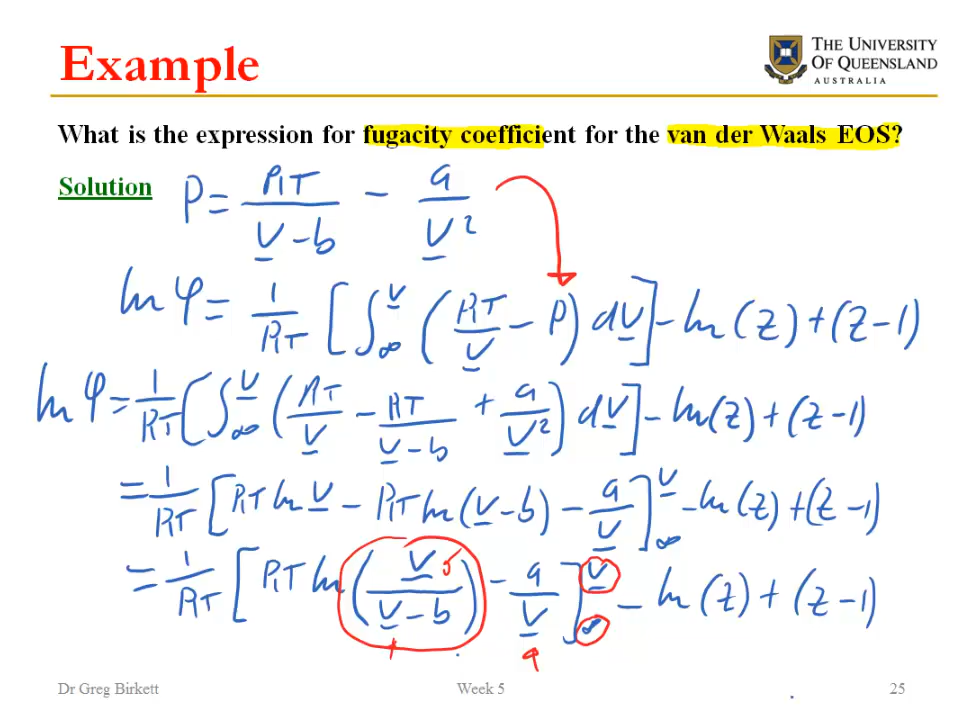 Example
THE UNIVERSITY
OF QUEENSLAND
AUSTRALIA
What is the expression for fugacity coefficient for the van der Waals EOS?
Solution
P = RT/(V̲ - b) - a/V̲²
ln φ = 1/RT [∫_∞^V̲ (RT/V̲ - P) dV̲] - ln(z) + (z - 1)
ln φ = 1/RT [∫_∞^V̲ (RT/V̲ - RT/(V̲ - b) + a/V̲²) dV̲] - ln(z) + (z - 1)
= 1/RT [RT ln V̲ - RT ln(V̲ - b) - a/V̲]_∞^V̲ - ln(z) + (z - 1)
= 1/RT [RT ln (V̲/(V̲ - b)) - a/V̲]_∞^V̲ - ln(z) + (z - 1)
Dr Greg Birkett
Week 5
25